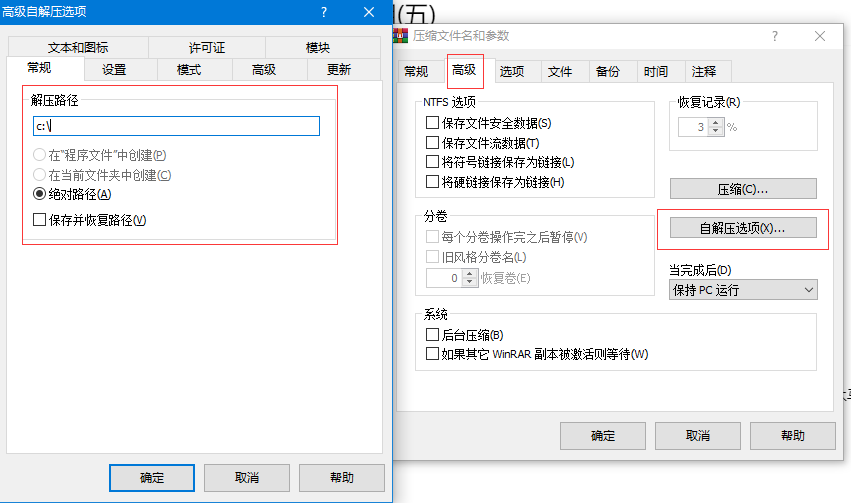 高级自解压选项
文本和图标 许可证 模块
常规 设置 模式 高级 更新
解压路径
c:\
在"程序文件"中创建(P)
在当前文件夹中创建(C)
绝对路径(A)
保存并恢复路径(V)
确定 取消 帮助
(五)
压缩文件名和参数
常规 高级 选项 文件 备份 时间 注释
NTFS 选项
保存文件安全数据(S)
保存文件流数据(T)
将符号链接保存为链接(L)
将硬链接保存为链接(H)
恢复记录(R)
3 %
压缩(C)...
分卷
每个分卷操作完之后暂停(V)
旧风格分卷名(L)
0 恢复卷(E)
自解压选项(X)...
当完成后(D)
保持 PC 运行
系统
后台压缩(B)
如果其它 WinRAR 副本被激活则等待(W)
确定 取消 帮助